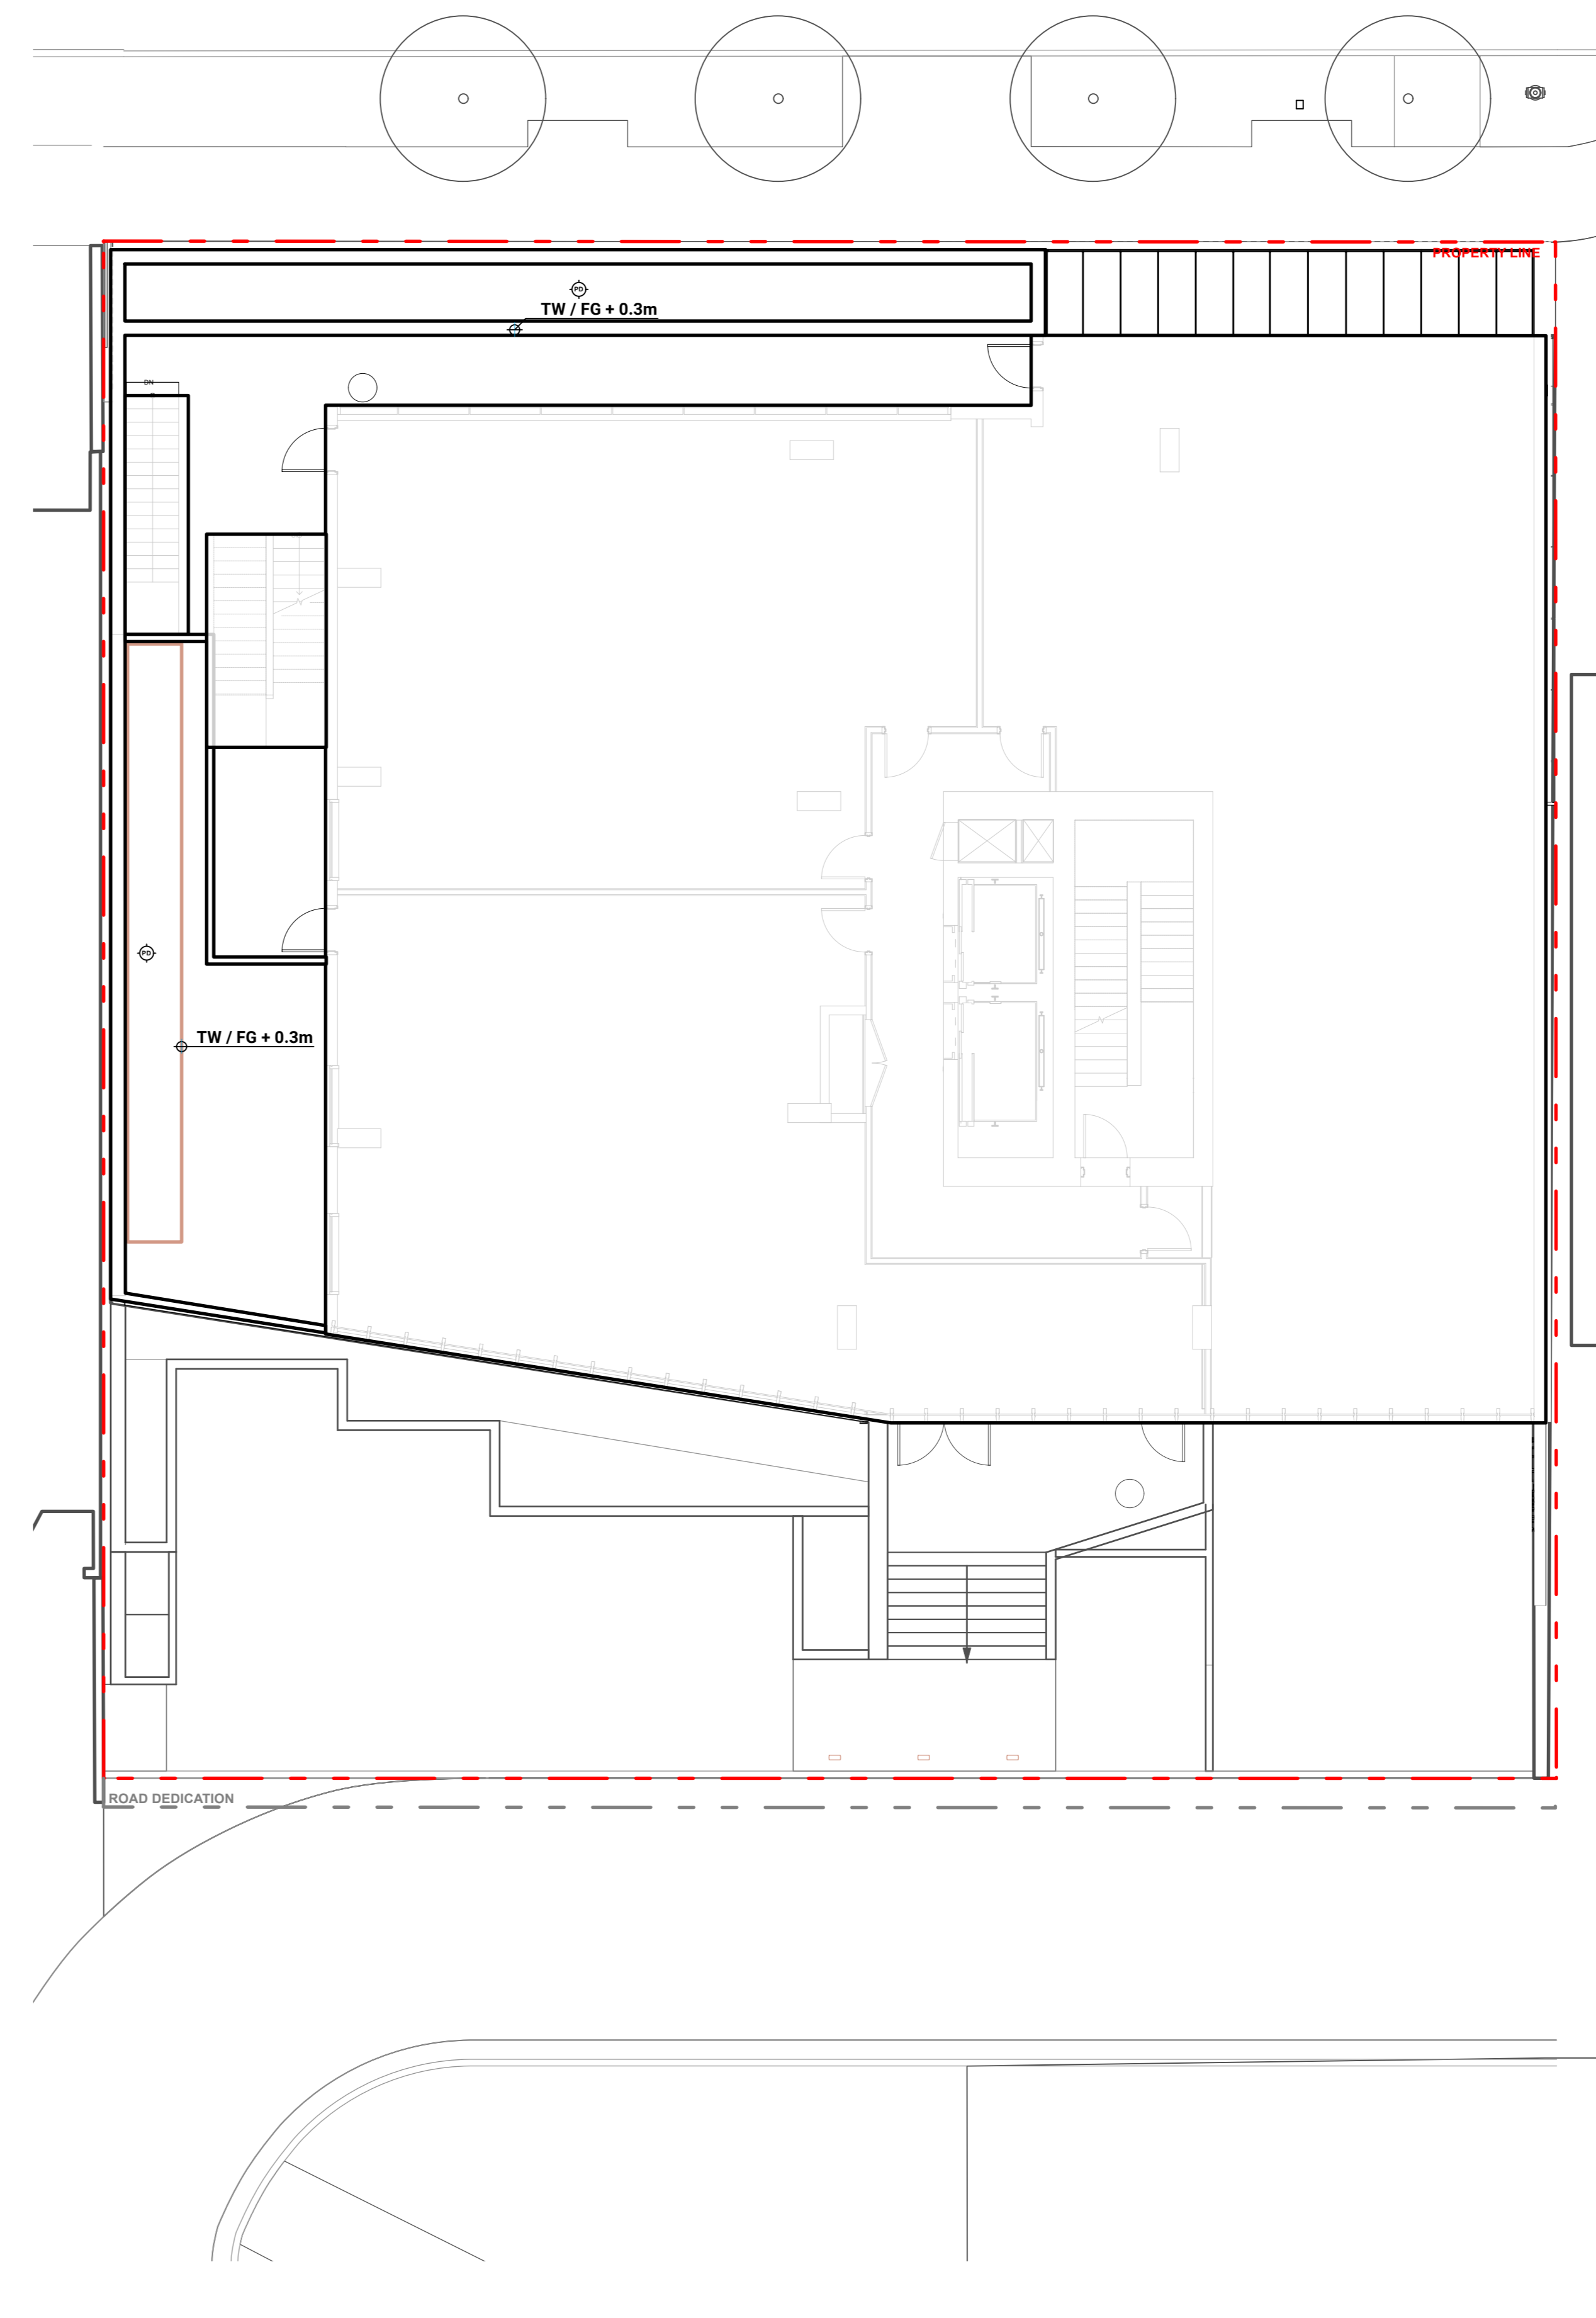 PROPERTY LINE
PD
TW / FG + 0.3m
DN
PD
TW / FG + 0.3m
ROAD DEDICATION